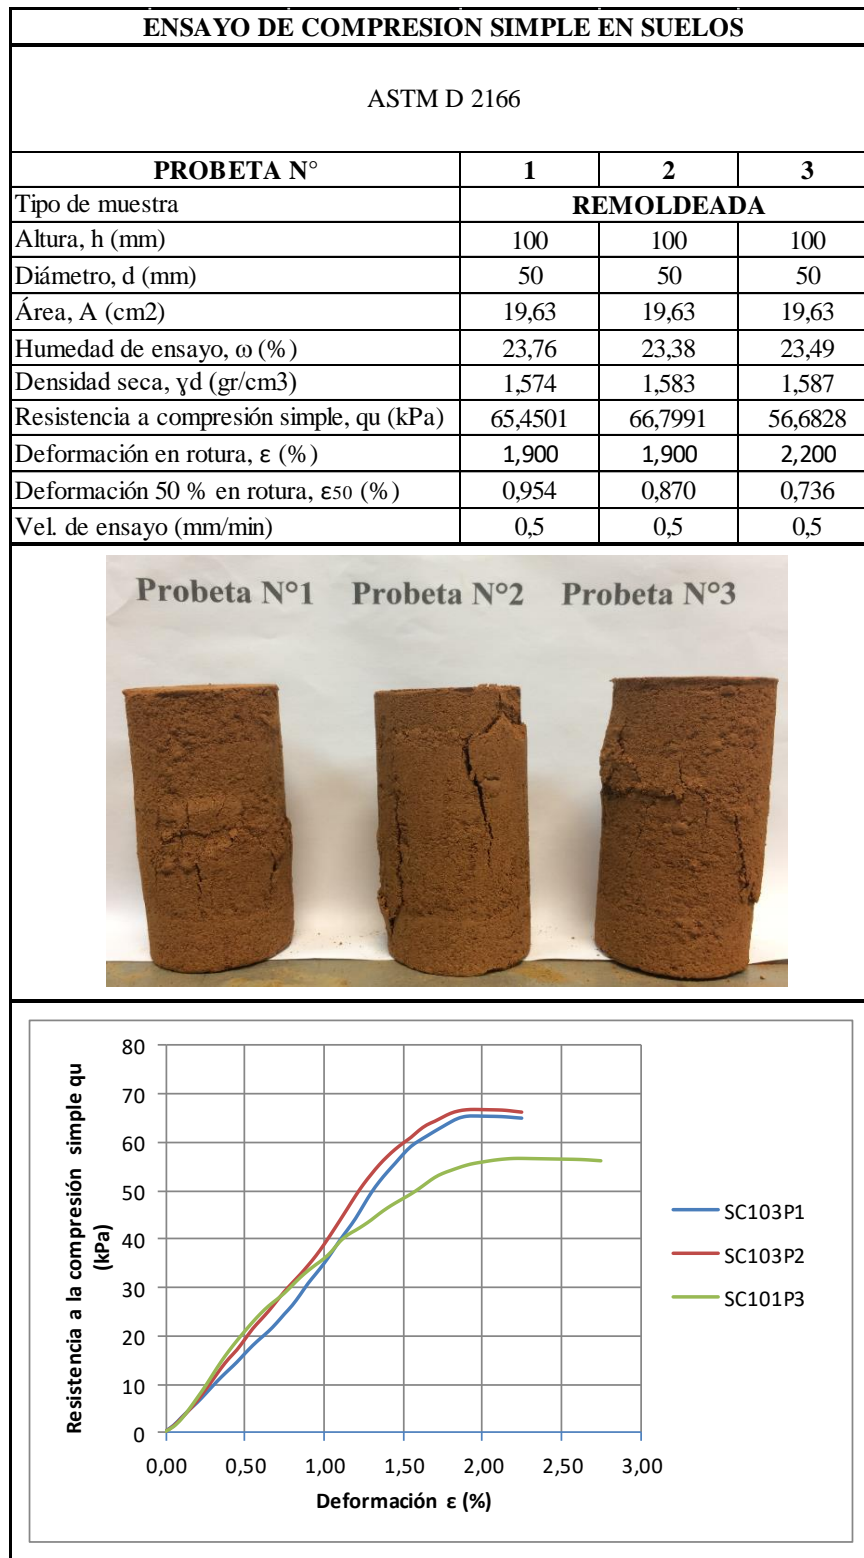 ENSAYO DE COMPRESION SIMPLE EN SUELOS
ASTM D 2166
PROBETA N° 1 2 3
Tipo de muestra REMOLDEADA
Altura, h (mm) 100 100 100
Diámetro, d (mm) 50 50 50
Área, A (cm2) 19,63 19,63 19,63
Humedad de ensayo, ω (%) 23,76 23,38 23,49
Densidad seca, γd (gr/cm3) 1,574 1,583 1,587
Resistencia a compresión simple, qu (kPa) 65,4501 66,7991 56,6828
Deformación en rotura, ε (%) 1,900 1,900 2,200
Deformación 50 % en rotura, ε50 (%) 0,954 0,870 0,736
Vel. de ensayo (mm/min) 0,5 0,5 0,5
Probeta N°1 Probeta N°2 Probeta N°3
Resistencia a la compresión simple qu
(kPa)
80
70
60
50
40
30
20
10
0
0,00 0,50 1,00 1,50 2,00 2,50 3,00
Deformación ε (%)
SC103P1
SC103P2
SC101P3